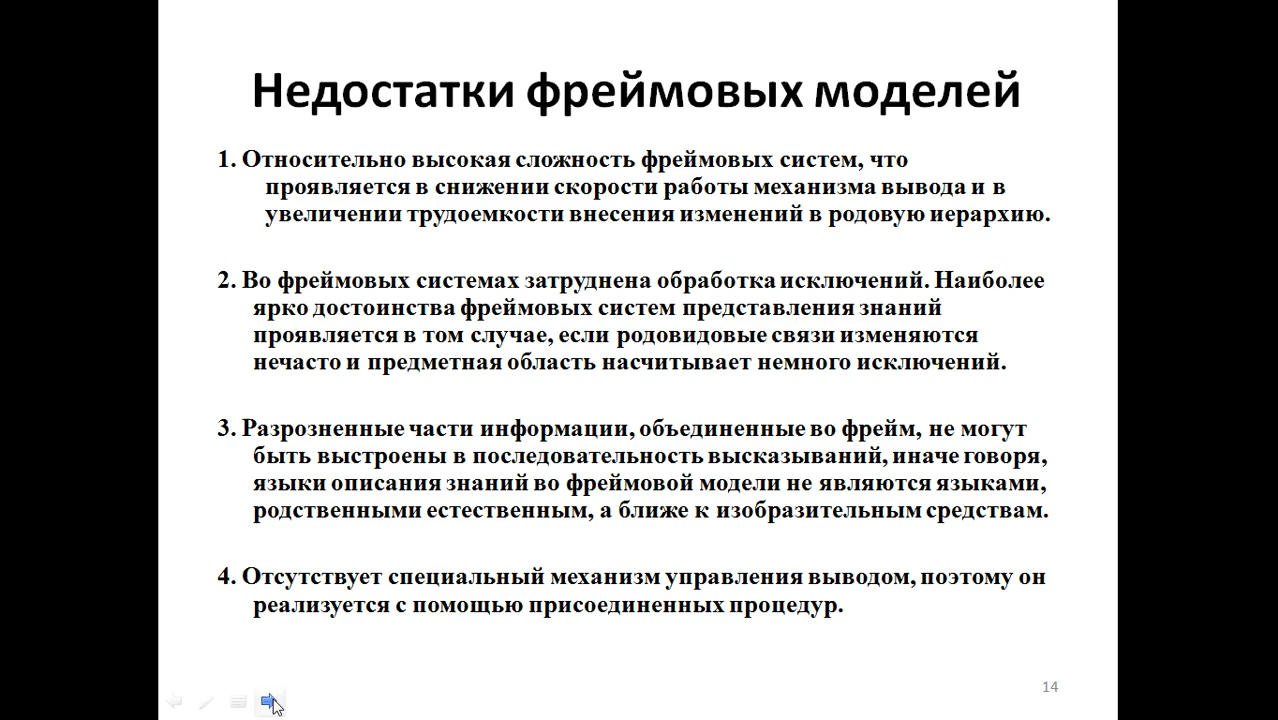 Недостатки фреймовых моделей
1. Относительно высокая сложность фреймовых систем, что
проявляется в снижении скорости работы механизма вывода и в
увеличении трудоемкости внесения изменений в родовую иерархию.
2. Во фреймовых системах затруднена обработка исключений. Наиболее
ярко достоинства фреймовых систем представления знаний
проявляется в том случае, если родовидовые связи изменяются
нечасто и предметная область насчитывает немного исключений.
3. Разрозненные части информации, объединенные во фрейм, не могут
быть выстроены в последовательность высказываний, иначе говоря,
языки описания знаний во фреймовой модели не являются языками,
родственными естественным, а ближе к изобразительным средствам.
4. Отсутствует специальный механизм управления выводом, поэтому он
реализуется с помощью присоединенных процедур.
14